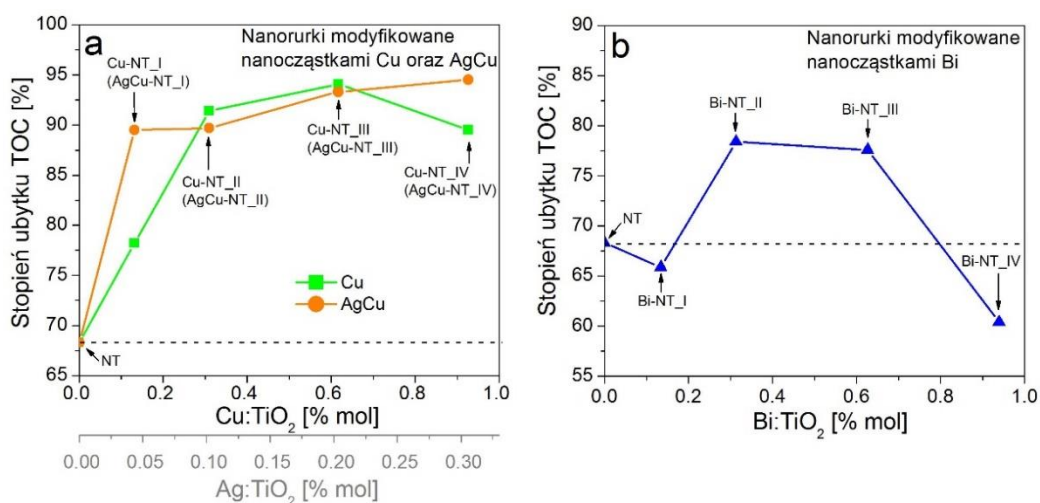 a
Nanorurki modyfikowane
nanocząstkami Cu oraz AgCu
Stopień ubytku TOC [%]
100
95
90
85
80
75
70
65
Cu-NT_I
(AgCu-NT_I)
Cu-NT_II
(AgCu-NT_II)
Cu-NT_III
(AgCu-NT_III)
Cu-NT_IV
(AgCu-NT_IV)
Cu
AgCu
NT
0.0 0.2 0.4 0.6 0.8 1.0
Cu:TiO₂ [% mol]
0.00 0.05 0.10 0.15 0.20 0.25 0.30
Ag:TiO₂ [% mol]
b
Nanorurki modyfikowane
nanocząstkami Bi
Stopień ubytku TOC [%]
90
85
80
75
70
65
60
55
Bi-NT_II
Bi-NT_III
NT
Bi-NT_I
Bi-NT_IV
0.0 0.2 0.4 0.6 0.8 1.0
Bi:TiO₂ [% mol]